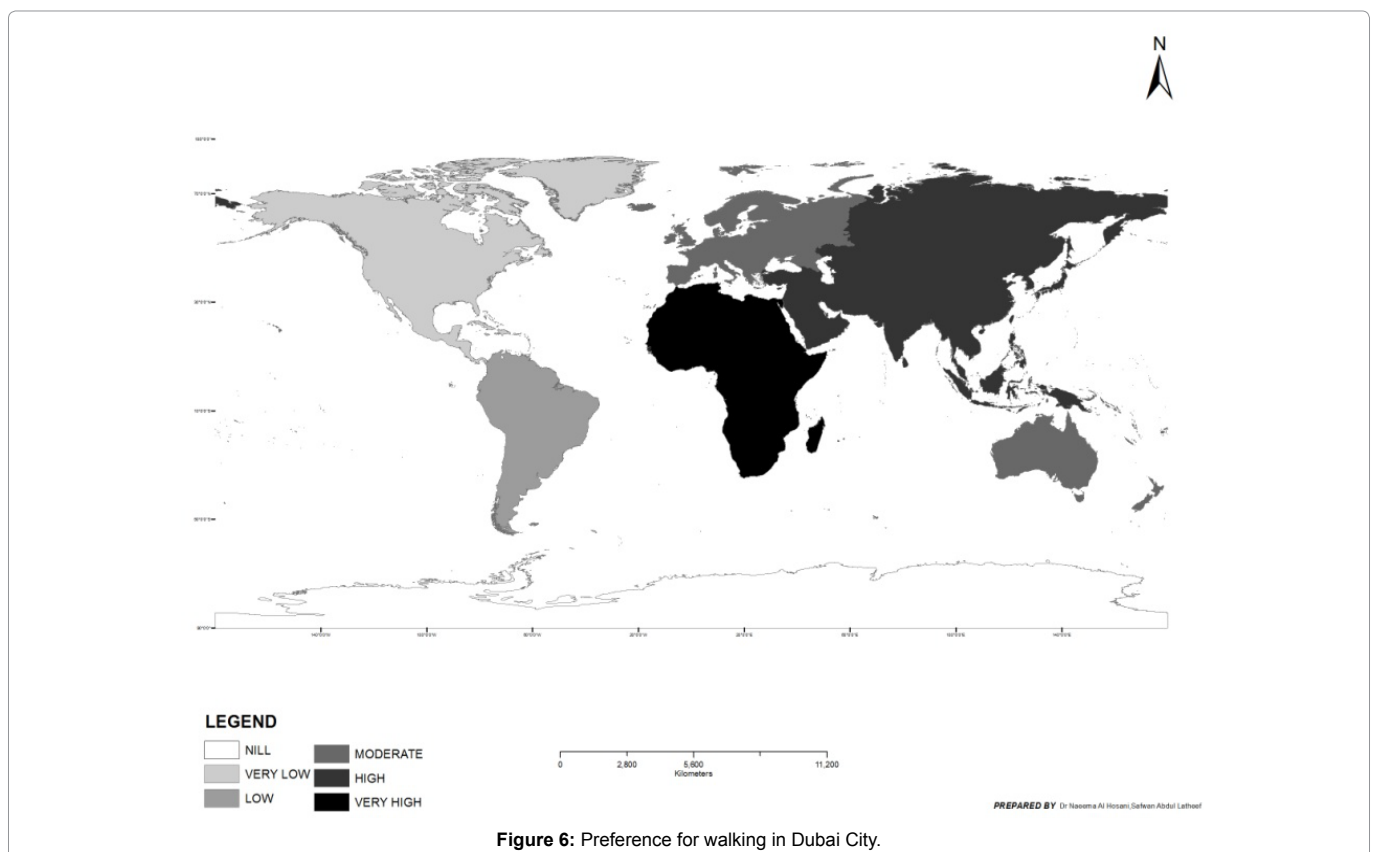 N
LEGEND
NILL
VERY LOW
LOW
MODERATE
HIGH
VERY HIGH
0 2,800 5,600 11,200
Kilometers
PREPARED BY Dr Naeema Al Hosani,Safwan Abdul Latheef
Figure 6: Preference for walking in Dubai City.